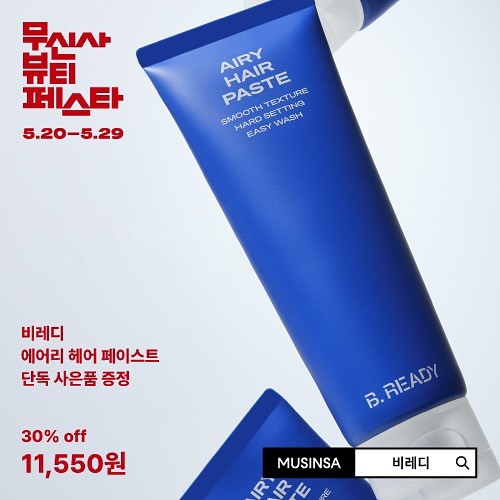 무신사
뷰티
페스타
5.20–5.29
AIRY
HAIR
PASTE
SMOOTH TEXTURE
HARD SETTING
EASY WASH
B.READY
비레디
에어리 헤어 페이스트
단독 사은품 증정
30% off
11,550원
MUSINSA 비레디
AIRY
HAIR